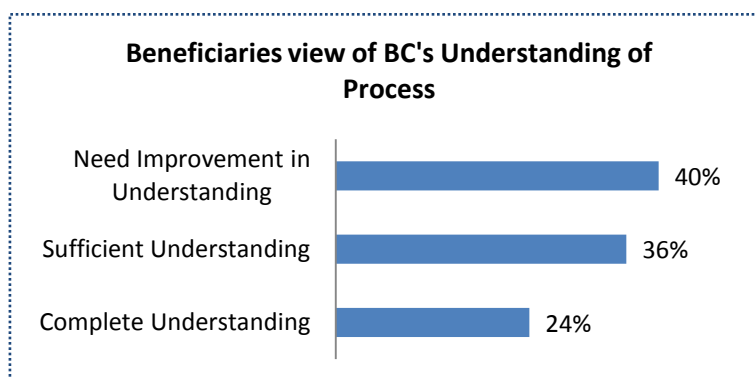 Beneficiaries view of BC's Understanding of
Process
Need Improvement in
Understanding
40%
Sufficient Understanding
36%
Complete Understanding
24%